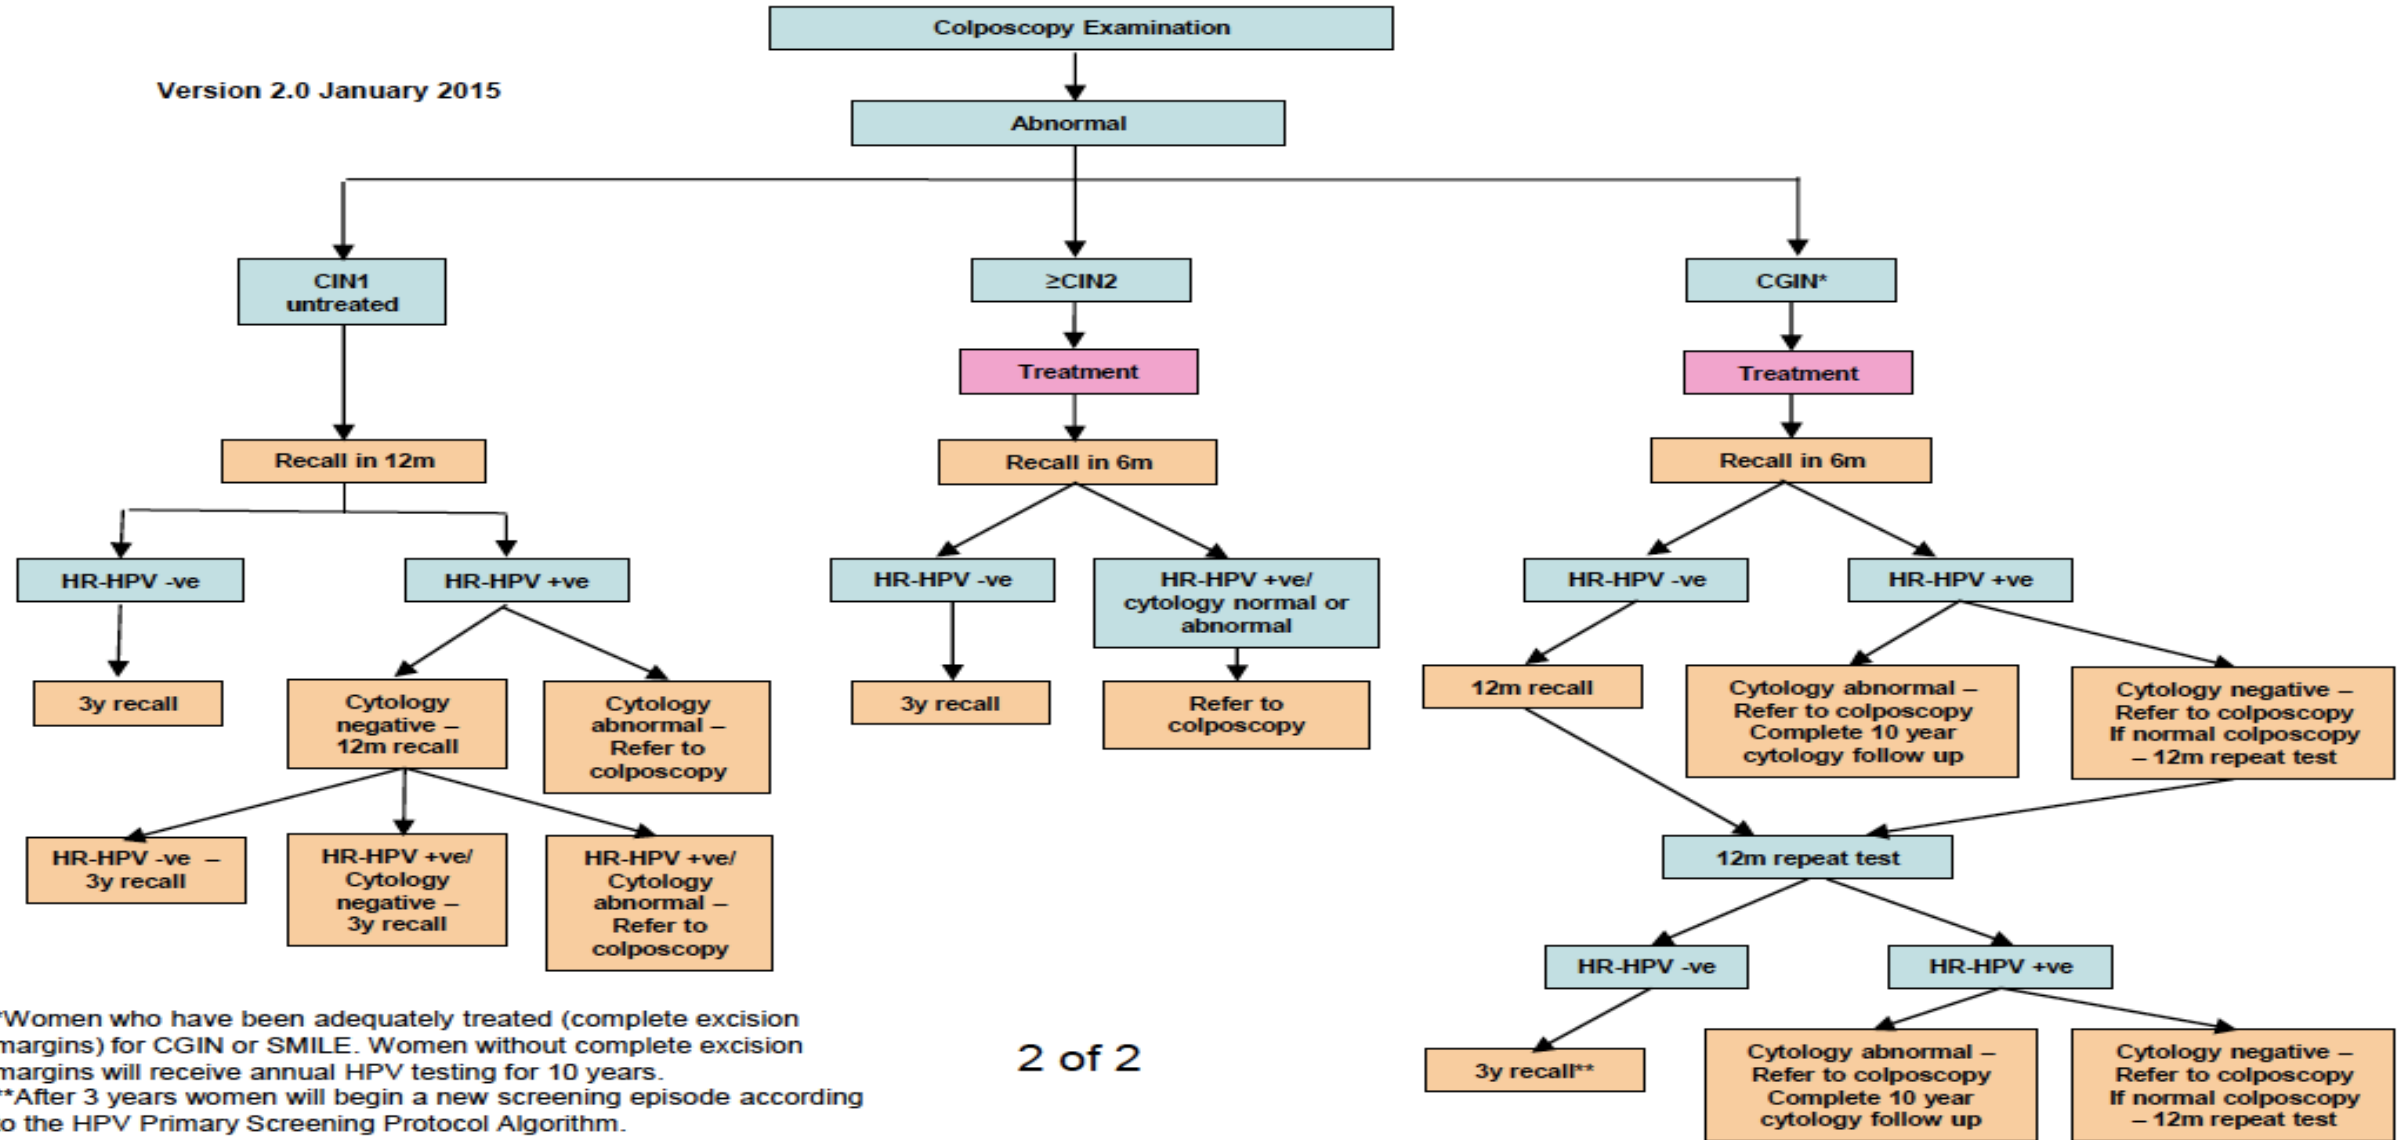 Colposcopy Examination
Version 2.0 January 2015
Abnormal
CIN1
untreated
≥CIN2
CGIN*
Treatment
Treatment
Recall in 12m
Recall in 6m
Recall in 6m
HR-HPV -ve
HR-HPV +ve
HR-HPV -ve
HR-HPV +ve/
cytology normal or
abnormal
HR-HPV -ve
HR-HPV +ve
3y recall
Cytology
negative –
12m recall
Cytology
abnormal –
Refer to
colposcopy
3y recall
Refer to
colposcopy
12m recall
Cytology abnormal –
Refer to colposcopy
Complete 10 year
cytology follow up
Cytology negative –
Refer to colposcopy
If normal colposcopy
– 12m repeat test
HR-HPV -ve –
3y recall
HR-HPV +ve/
Cytology
negative –
3y recall
HR-HPV +ve/
Cytology
abnormal –
Refer to
colposcopy
12m repeat test
HR-HPV -ve
HR-HPV +ve
3y recall**
Cytology abnormal –
Refer to colposcopy
Complete 10 year
cytology follow up
Cytology negative –
Refer to colposcopy
If normal colposcopy
– 12m repeat test
*Women who have been adequately treated (complete excision
margins) for CGIN or SMILE. Women without complete excision
margins will receive annual HPV testing for 10 years.
**After 3 years women will begin a new screening episode according
to the HPV Primary Screening Protocol Algorithm.
2 of 2